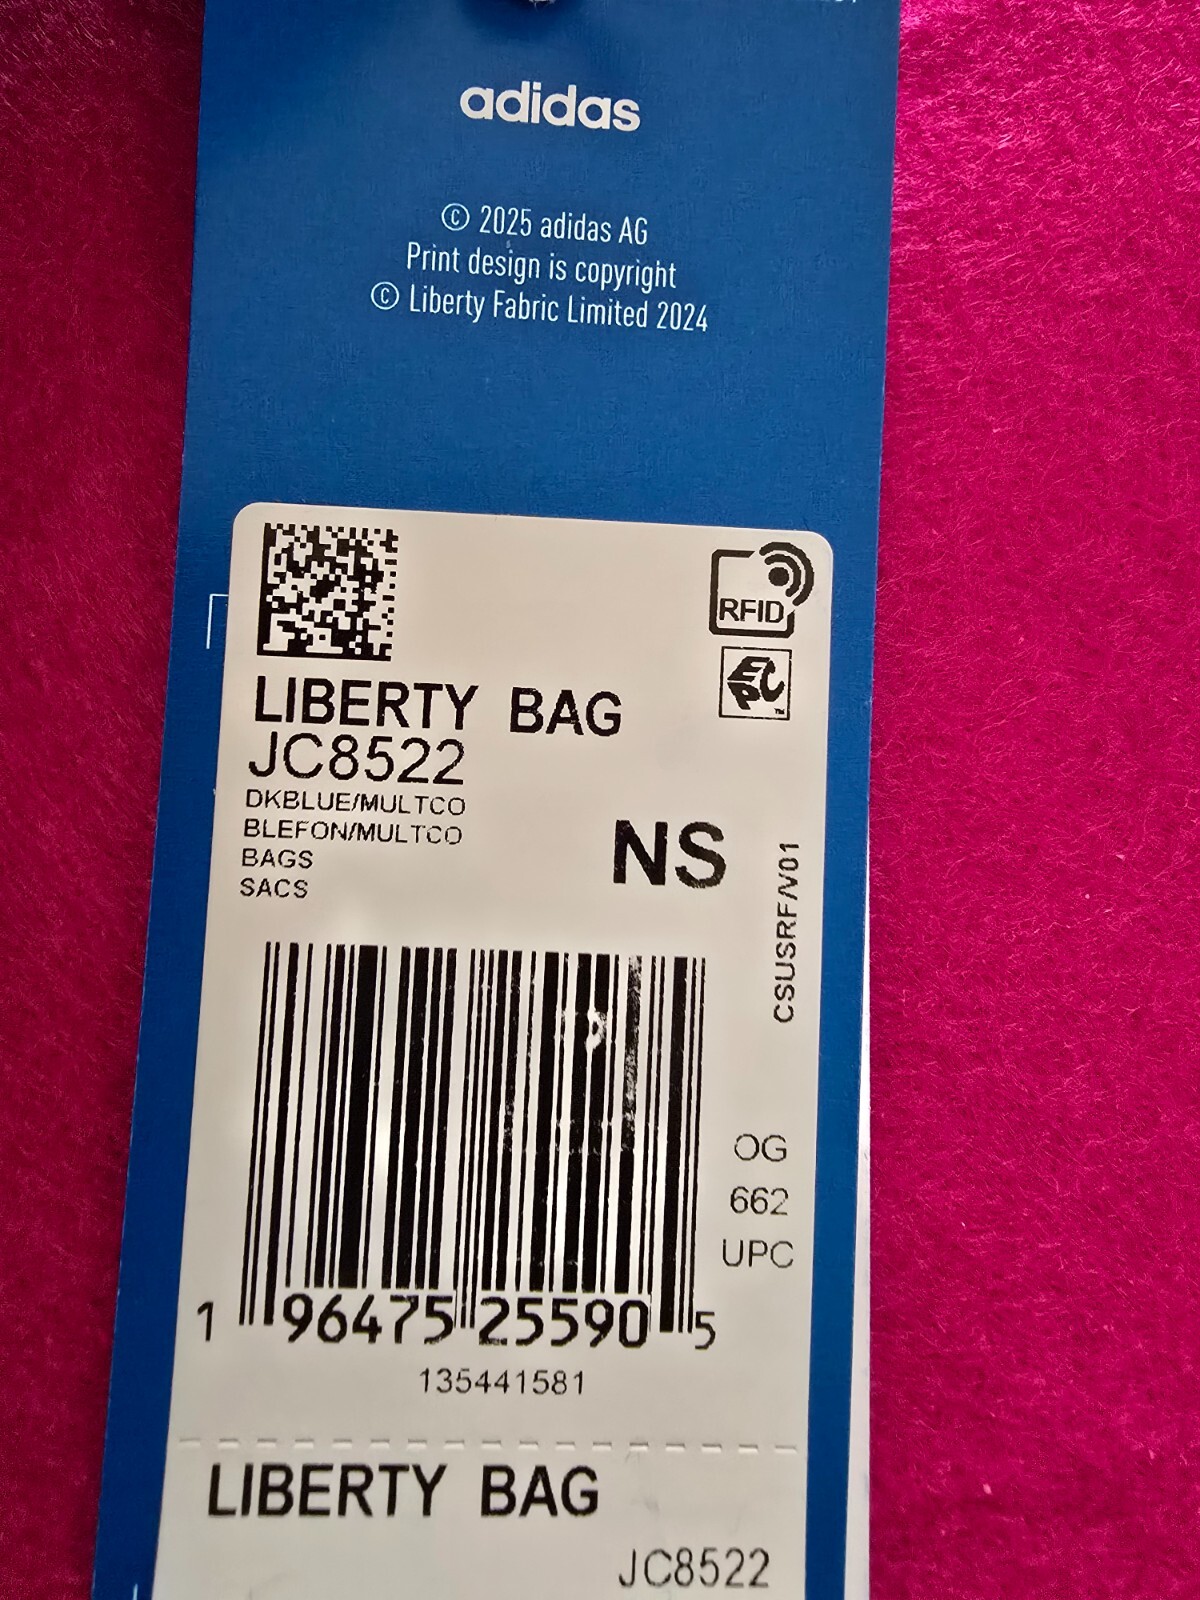 adidas
© 2025 adidas AG
Print design is copyright
© Liberty Fabric Limited 2024
RFID
EPC™
LIBERTY BAG
JC8522
DKBLUE/MULTCO
BLEFON/MULTCO
BAGS
SACS
NS
CSUSRF/V01
OG
662
UPC
1 96475 25590 5
135441581
LIBERTY BAG
JC8522